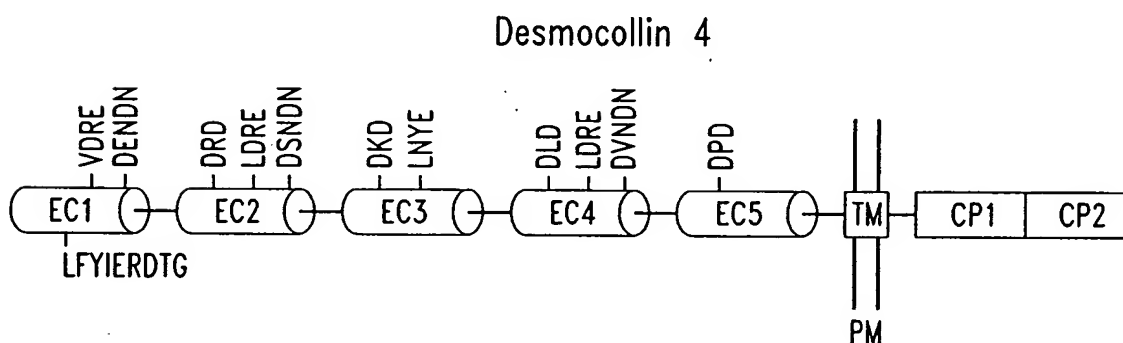 Desmocollin 4
VDRE
DENDN
DRD
LDRE
DSNDN
DKD
LNYE
DLD
LDRE
DVNDN
DPD
EC1
EC2
EC3
EC4
EC5
TM
CP1
CP2
LFYIERDTG
PM